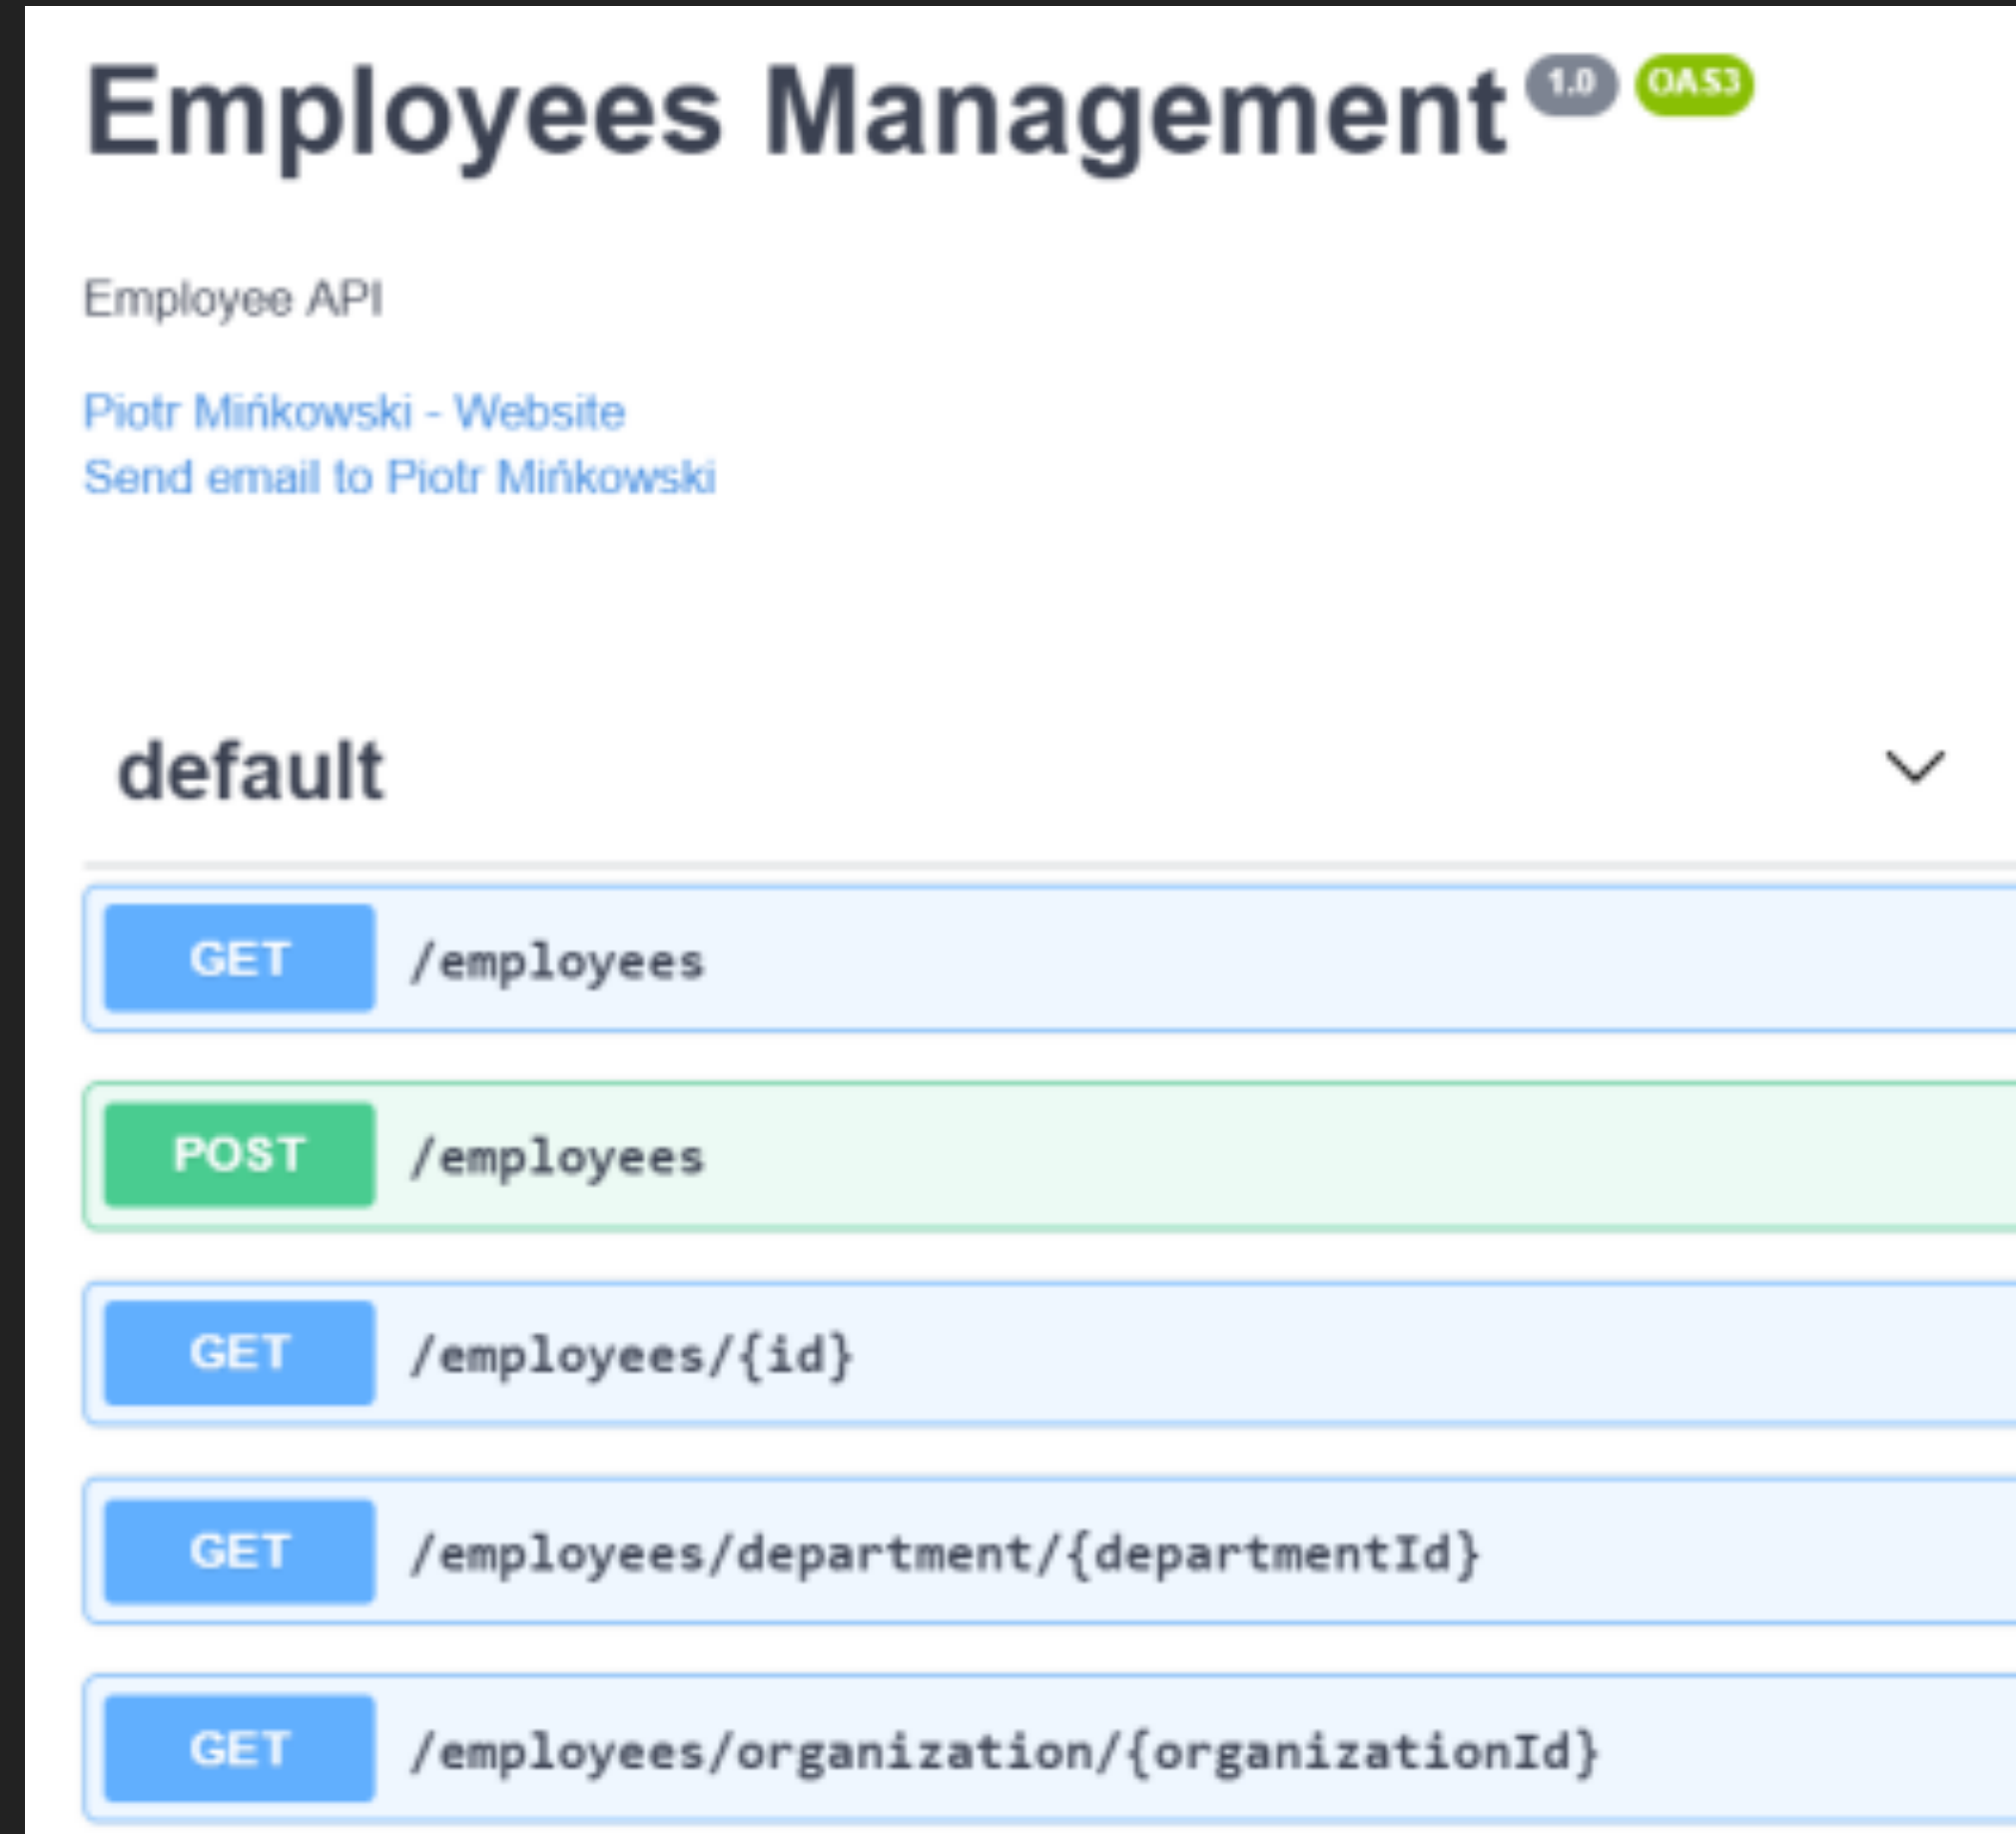 Employees Management 1.0 OAS3
Employee API
Piotr Mińkowski - Website
Send email to Piotr Mińkowski
default
GET /employees
POST /employees
GET /employees/{id}
GET /employees/department/{departmentId}
GET /employees/organization/{organizationId}